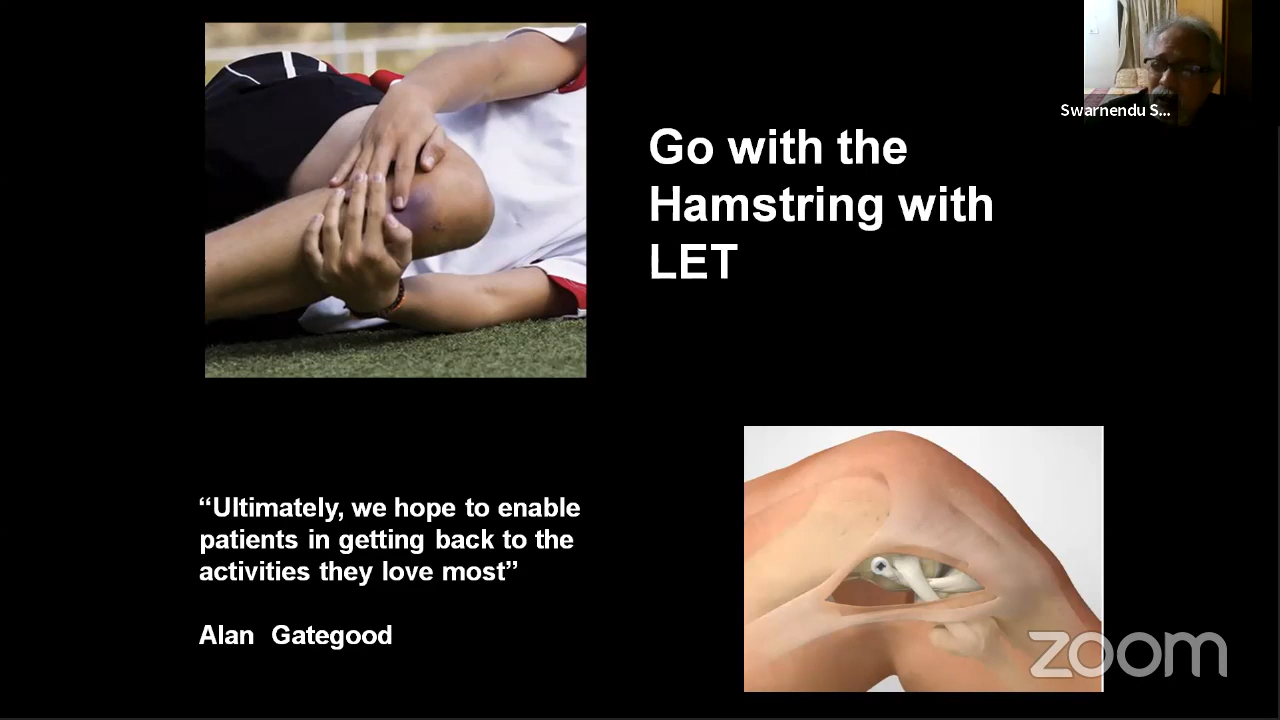 Swarnendu S...
Go with the
Hamstring with
LET
“Ultimately, we hope to enable
patients in getting back to the
activities they love most”
Alan Gategood
zoom